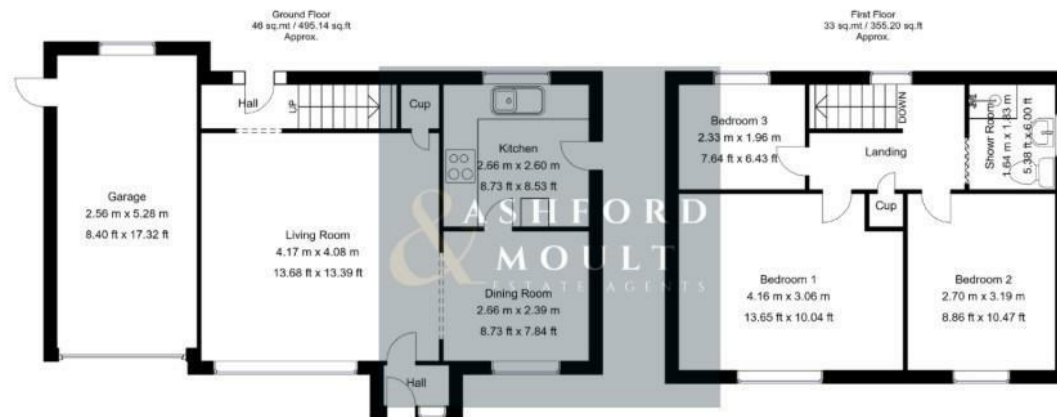 Ground Floor
46 sq.mt / 495.14 sq.ft
Approx.
First Floor
33 sq.mt / 355.20 sq.ft
Approx.
Hall
UP
Cup
Garage
2.56 m x 5.28 m
8.40 ft x 17.32 ft
Living Room
4.17 m x 4.08 m
13.68 ft x 13.39 ft
Kitchen
2.66 m x 2.60 m
8.73 ft x 8.53 ft
Dining Room
2.66 m x 2.39 m
8.73 ft x 7.84 ft
Hall
& ASHFORD
MOULT
ESTATE AGENTS
Bedroom 3
2.33 m x 1.96 m
7.64 ft x 6.43 ft
DOWN
Landing
Showr Room
1.64 m x 1.83 m
5.38 ft x 6.00 ft
Cup
Bedroom 1
4.16 m x 3.06 m
13.65 ft x 10.04 ft
Bedroom 2
2.70 m x 3.19 m
8.86 ft x 10.47 ft